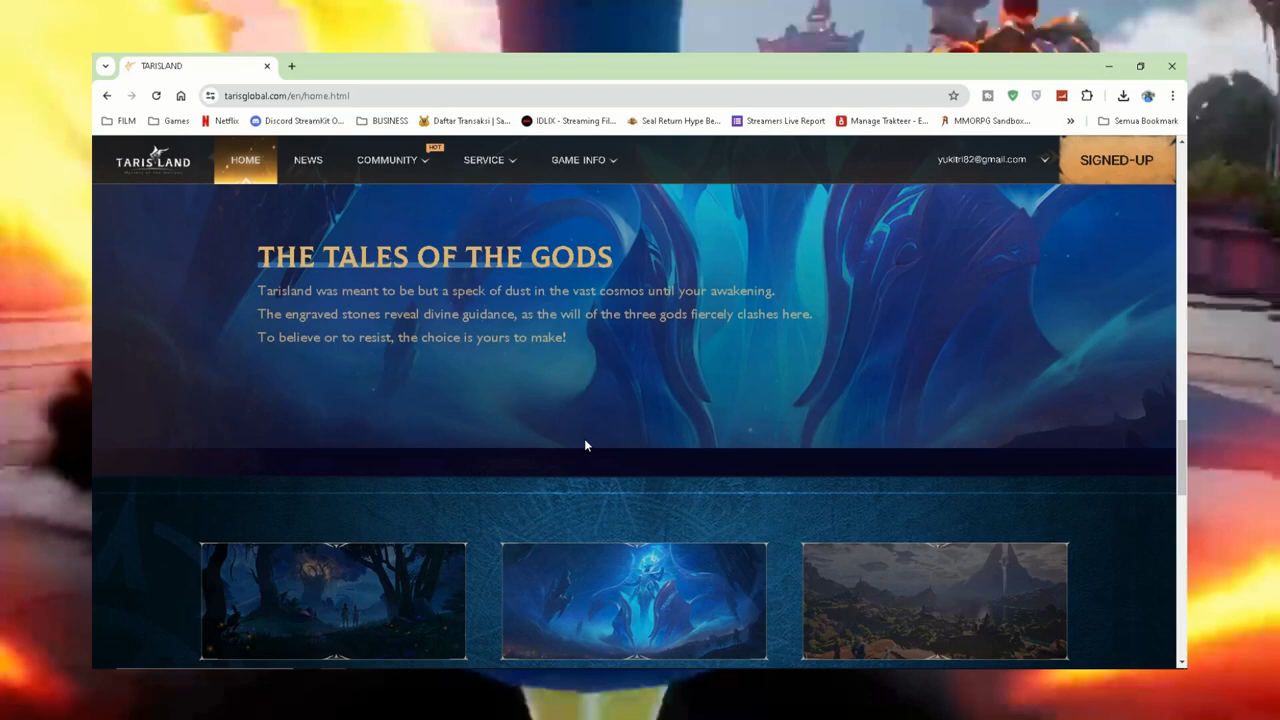 TARISLAND
tarisglobal.com/en/home.html
FILM
Games
Netflix
Discord StreamKit O...
BUSINESS
Daftar Transaksi | Sa...
IDLIX - Streaming Fil...
Seal Return Hype Be...
Streamers Live Report
Manage Trakteer - E...
MMORPG Sandbox...
Semua Bookmark
TARISLAND
HOME
NEWS
COMMUNITY
HOT
SERVICE
GAME INFO
yukitri82@gmail.com
SIGNED-UP
THE TALES OF THE GODS
Tarisland was meant to be but a speck of dust in the vast cosmos until your awakening.
The engraved stones reveal divine guidance, as the will of the three gods fiercely clashes here.
To believe or to resist, the choice is yours to make!